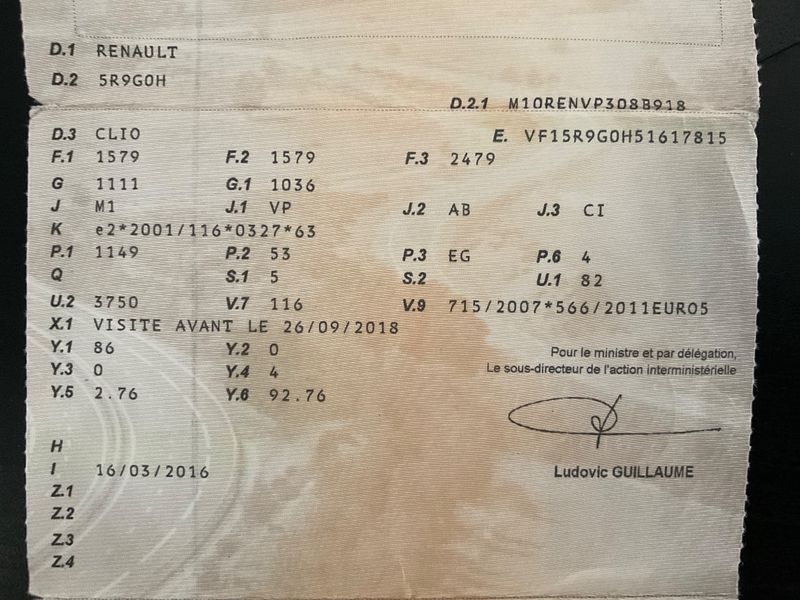 D.1 RENAULT
D.2 5R9G0H
D.2.1 M10RENVP308B918
D.3 CLIO E. VF15R9G0H51617815
F.1 1579 F.2 1579 F.3 2479
G 1111 G.1 1036
J M1 J.1 VP J.2 AB J.3 CI
K e2*2001/116*0327*63
P.1 1149 P.2 53 P.3 EG P.6 4
Q S.1 5 S.2 U.1 82
U.2 3750 V.7 116 V.9 715/2007*566/2011EURO5
X.1 VISITE AVANT LE 26/09/2018
Y.1 86 Y.2 0
Y.3 0 Y.4 4
Y.5 2.76 Y.6 92.76
Pour le ministre et par délégation,
Le sous-directeur de l'action interministérielle
H
I 16/03/2016
Ludovic GUILLAUME
Z.1
Z.2
Z.3
Z.4